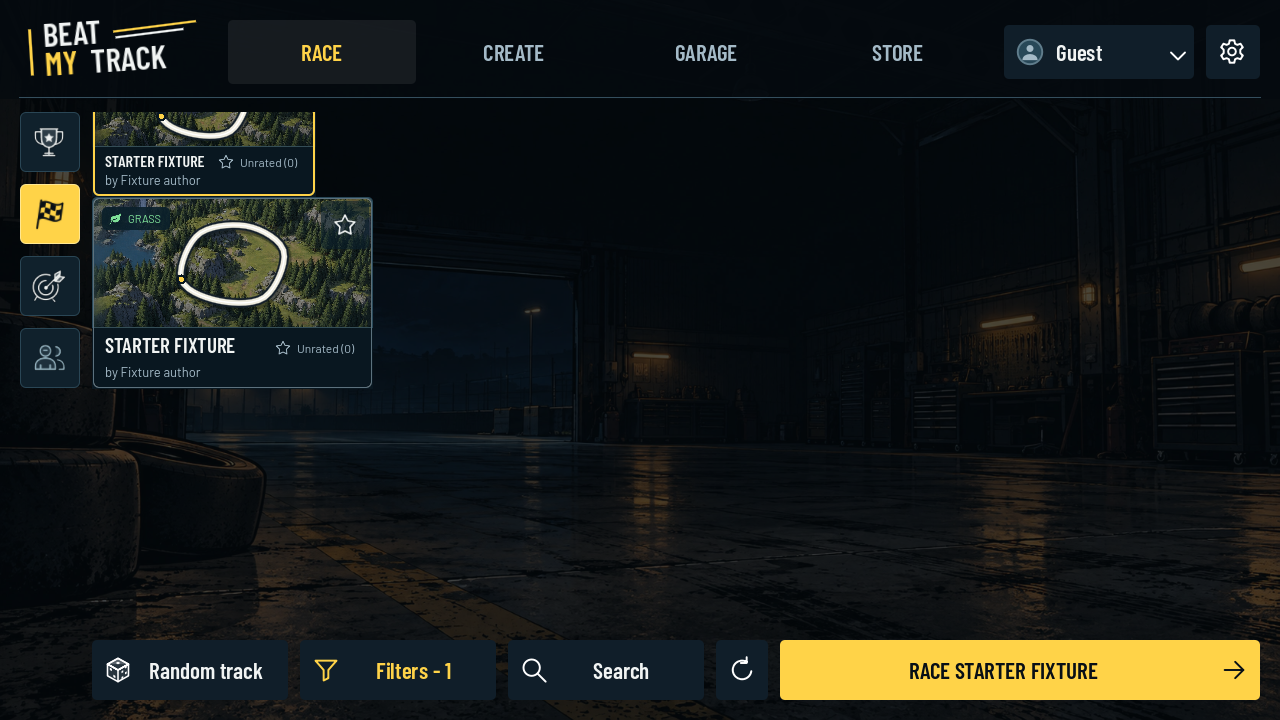 BEAT
MY TRACK
RACE
CREATE
GARAGE
STORE
Guest
STARTER FIXTURE
Unrated (0)
by Fixture author
GRASS
STARTER FIXTURE
Unrated (0)
by Fixture author
Random track
Filters - 1
Search
RACE STARTER FIXTURE